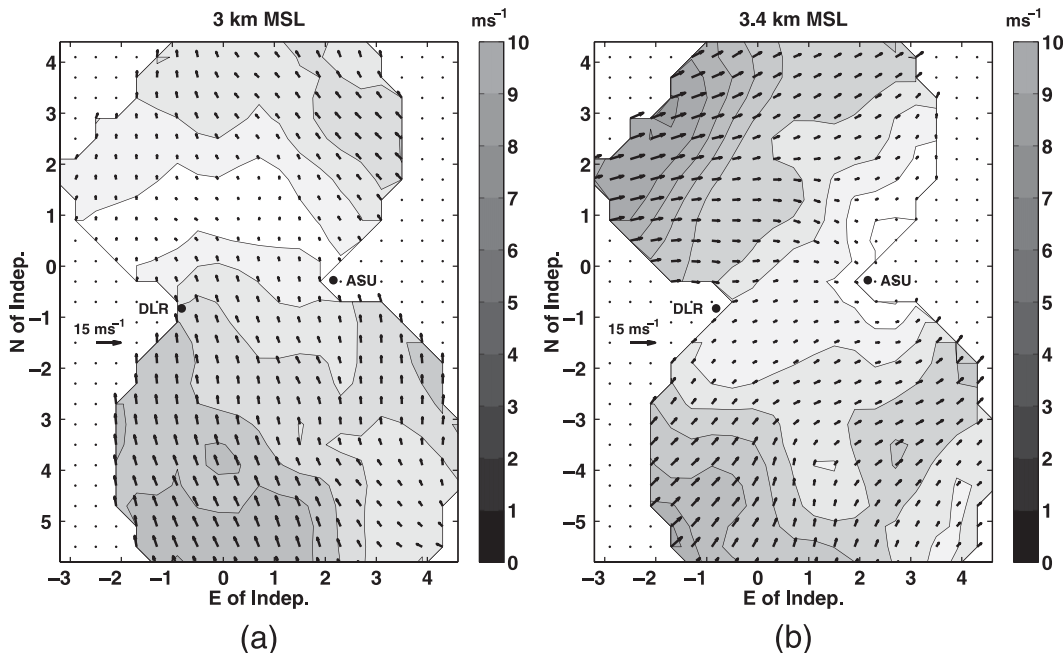 3 km MSL
ms⁻¹
N of Indep.
4
3
2
1
0
−1
−2
−3
−4
5
DLR
ASU
15 ms⁻¹
−3 −2 −1 0 1 2 3 4
E of Indep.
10
9
8
7
6
5
4
3
2
1
0
(a)
3.4 km MSL
ms⁻¹
N of Indep.
4
3
2
1
0
−1
−2
−3
−4
5
DLR
ASU
15 ms⁻¹
−3 −2 −1 0 1 2 3 4
E of Indep.
10
9
8
7
6
5
4
3
2
1
0
(b)